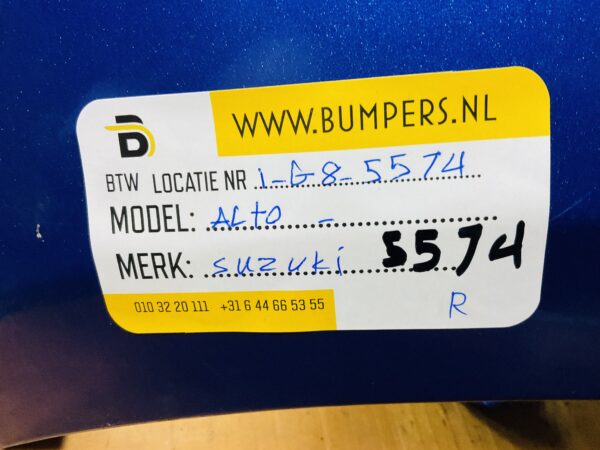 WWW.BUMPERS.NL
BTW LOCATIE NR 1-G8-5574
MODEL: ALTO -
MERK: suzuki 5574
010 32 20 111 +31 6 44 66 53 55
R